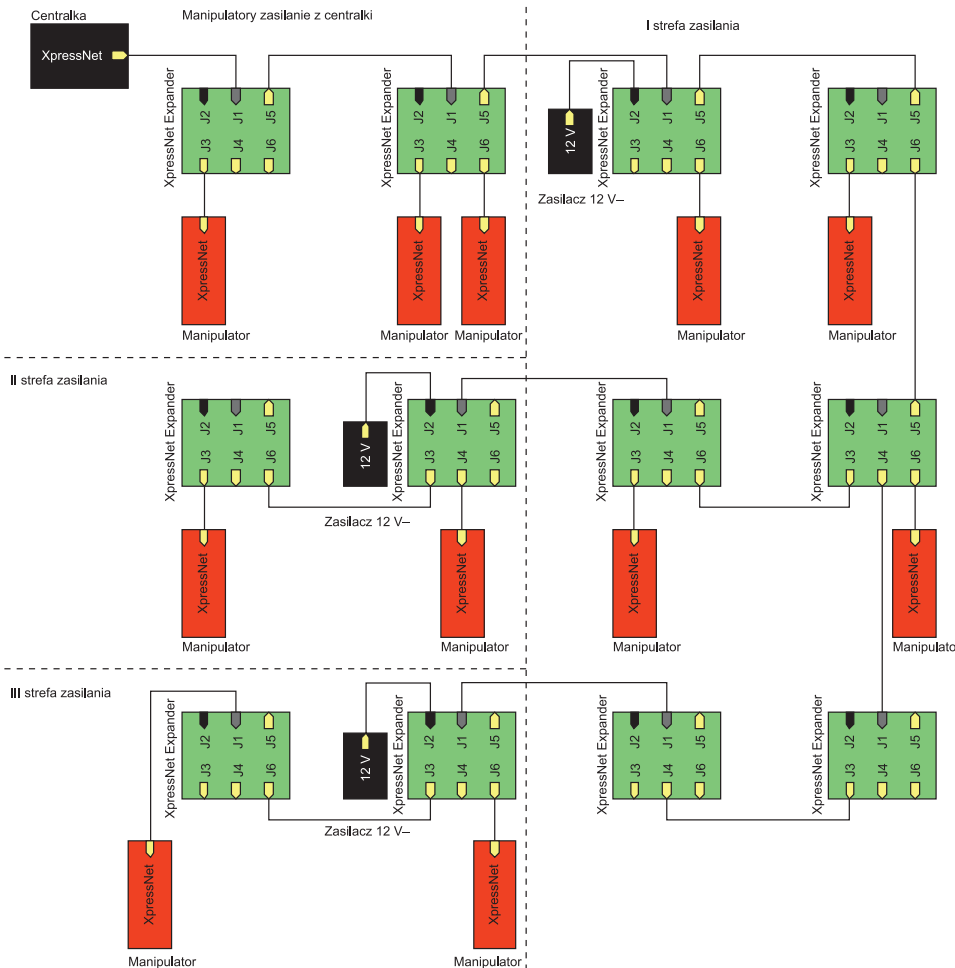 Centralka
Manipulatory zasilanie z centralki
I strefa zasilania
XpressNet
XpressNet Expander
J2 J1 J5
J3 J4 J6
XpressNet Expander
J2 J1 J5
J3 J4 J6
12 V
Zasilacz 12 V–
XpressNet Expander
J2 J1 J5
J3 J4 J6
XpressNet Expander
J2 J1 J5
J3 J4 J6
XpressNet
Manipulator
XpressNet
Manipulator
XpressNet
Manipulator
XpressNet
Manipulator
XpressNet
Manipulator
II strefa zasilania
XpressNet Expander
J2 J1 J5
J3 J4 J6
12 V
Zasilacz 12 V–
XpressNet Expander
J2 J1 J5
J3 J4 J6
XpressNet Expander
J2 J1 J5
J3 J4 J6
XpressNet Expander
J2 J1 J5
J3 J4 J6
XpressNet
Manipulator
XpressNet
Manipulator
XpressNet
Manipulator
XpressNet
Manipulato
III strefa zasilania
XpressNet Expander
J2 J1 J5
J3 J4 J6
12 V
Zasilacz 12 V–
XpressNet Expander
J2 J1 J5
J3 J4 J6
XpressNet Expander
J2 J1 J5
J3 J4 J6
XpressNet Expander
J2 J1 J5
J3 J4 J6
XpressNet
Manipulator
XpressNet
Manipulator